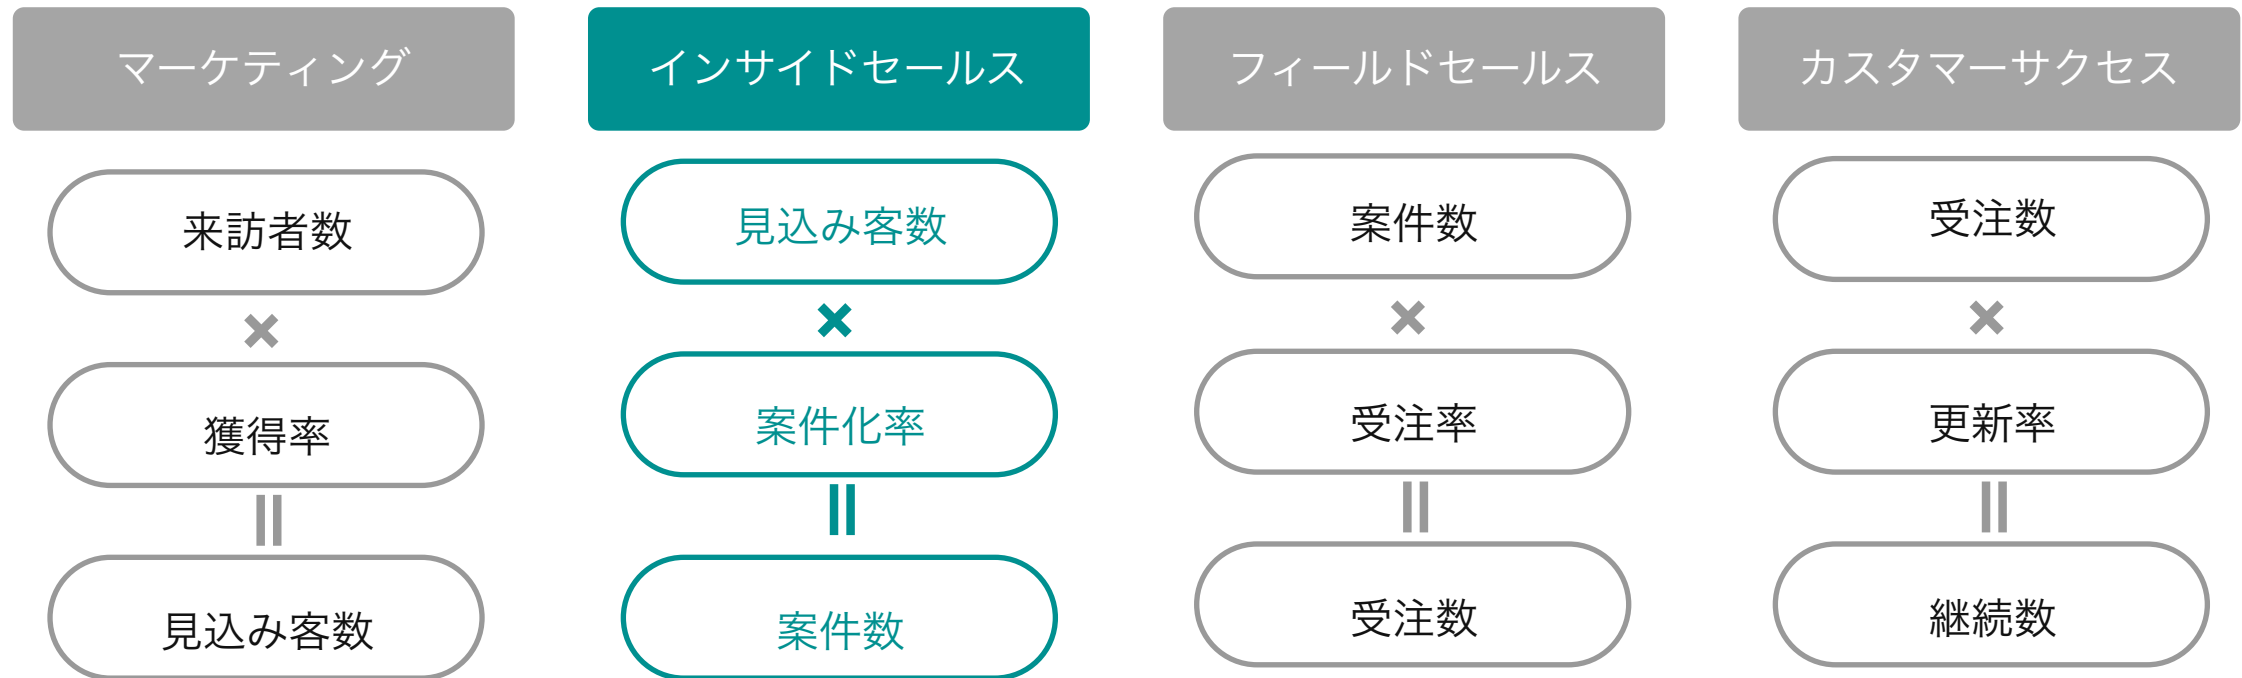 マーケティング
来訪者数
×
獲得率
||
見込み客数
インサイドセールス
見込み客数
×
案件化率
||
案件数
フィールドセールス
案件数
×
受注率
||
受注数
カスタマーサクセス
受注数
×
更新率
||
継続数